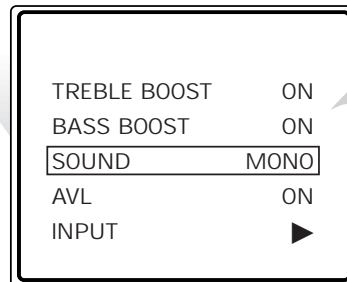 TREBLE BOOST ON
BASS BOOST ON
SOUND MONO
AVL ON
INPUT ▶